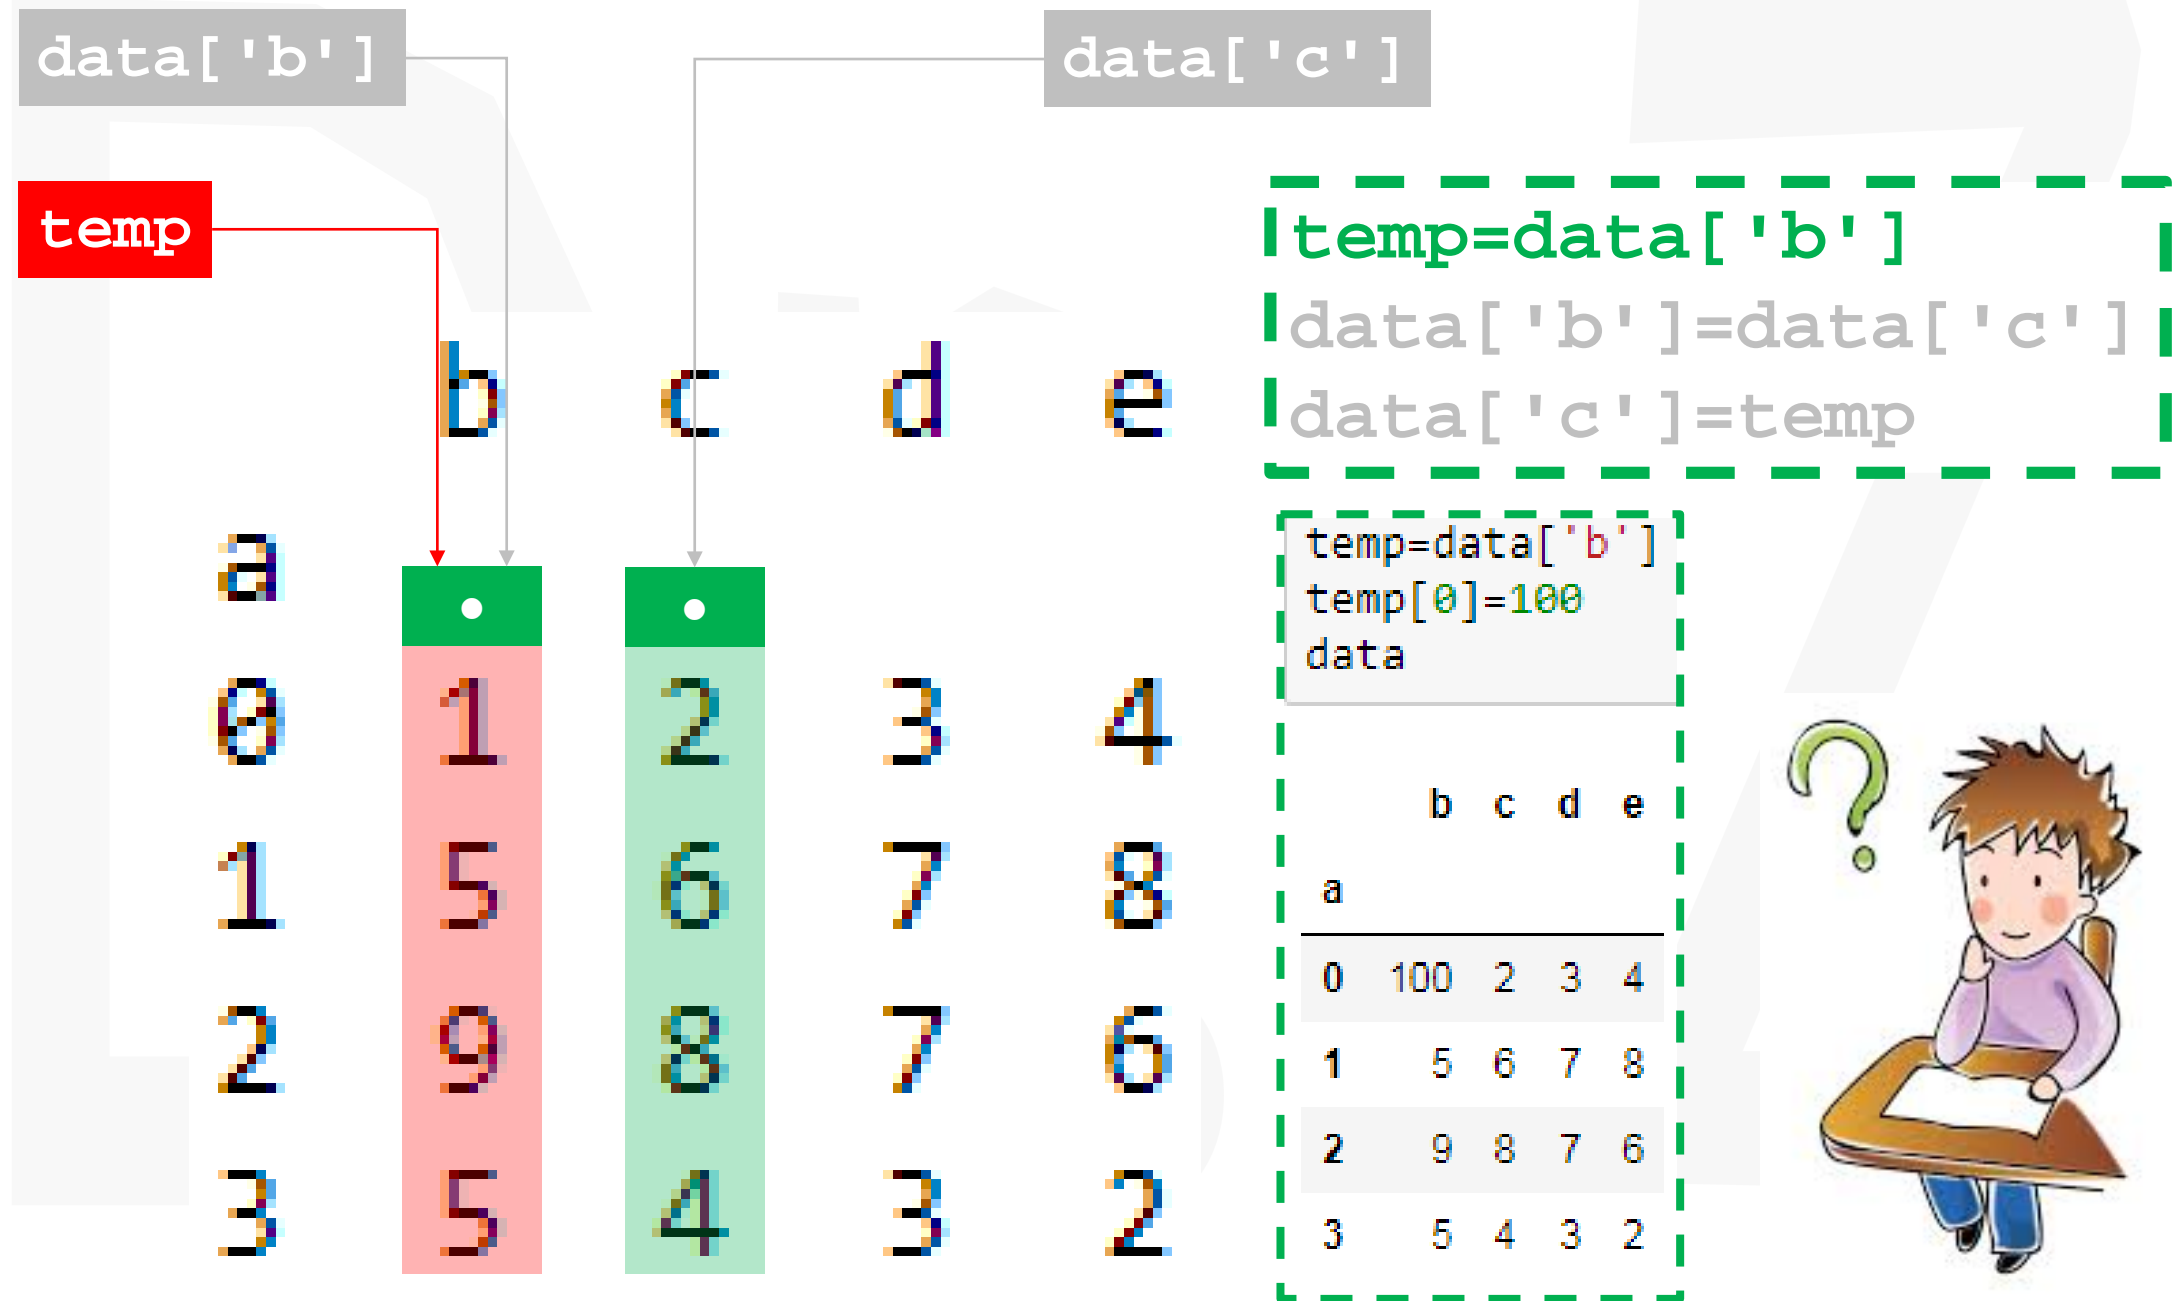 data['b']
data['c']
temp
temp=data['b']
data['b']=data['c']
data['c']=temp
b c d e
a
0 1 2 3 4
1 5 6 7 8
2 9 8 7 6
3 5 4 3 2
temp=data['b']
temp[0]=100
data
b c d e
a
0 100 2 3 4
1 5 6 7 8
2 9 8 7 6
3 5 4 3 2